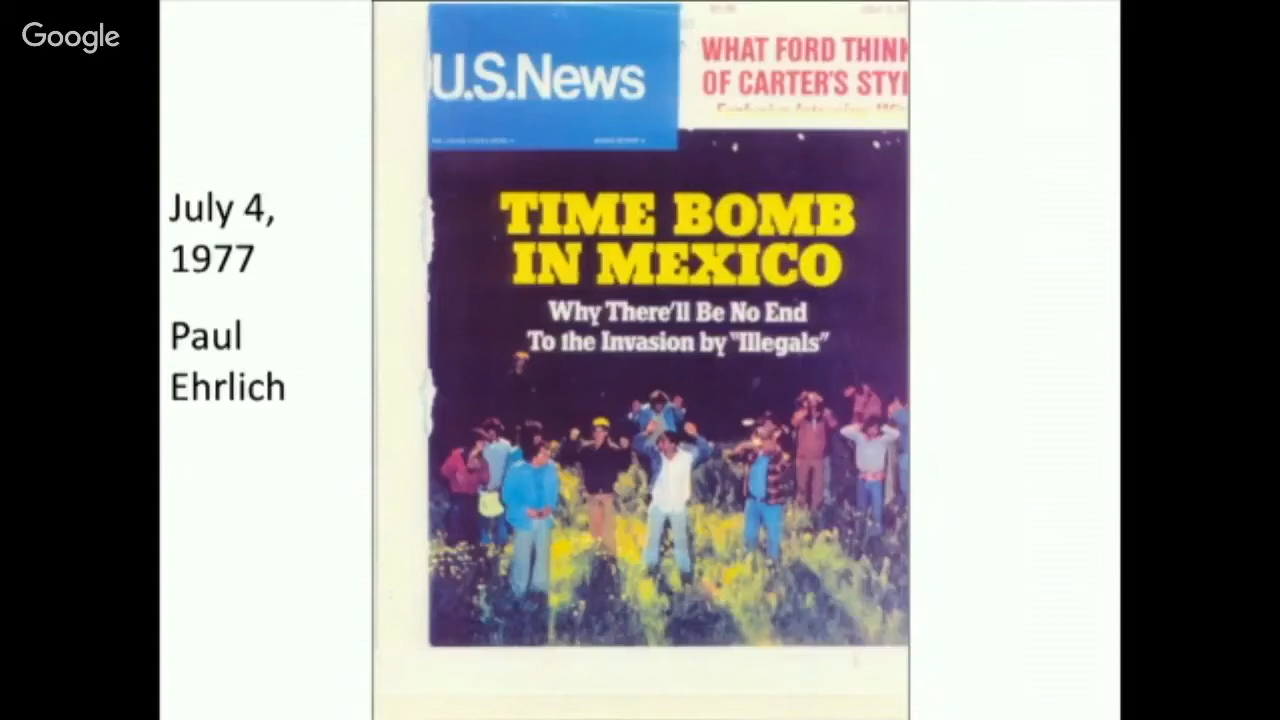 Google
July 4,
1977
Paul
Ehrlich
U.S.News
WHAT FORD THINK
OF CARTER'S STYL
TIME BOMB
IN MEXICO
Why There'll Be No End
To the Invasion by "Illegals"